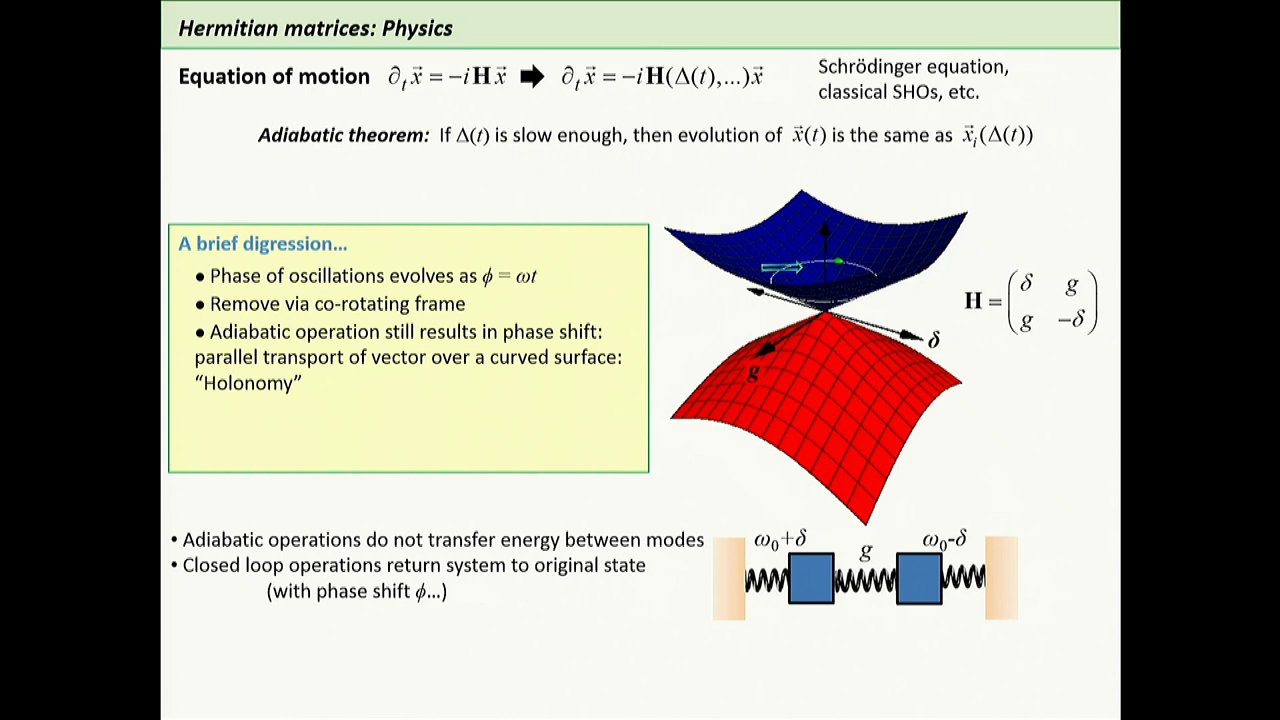 Hermitian matrices: Physics
Equation of motion ∂ₜx⃗ = −iHx⃗ ➡ ∂ₜx⃗ = −iH(Δ(t),...)x⃗
Schrödinger equation,
classical SHOs, etc.
Adiabatic theorem: If Δ(t) is slow enough, then evolution of x⃗(t) is the same as x⃗ᵢ(Δ(t))
A brief digression…
● Phase of oscillations evolves as ϕ = ωt
● Remove via co-rotating frame
● Adiabatic operation still results in phase shift:
parallel transport of vector over a curved surface:
“Holonomy”
δ
g
H = (δ g
g -δ)
• Adiabatic operations do not transfer energy between modes
• Closed loop operations return system to original state
(with phase shift ϕ…)
ω₀+δ g ω₀-δ